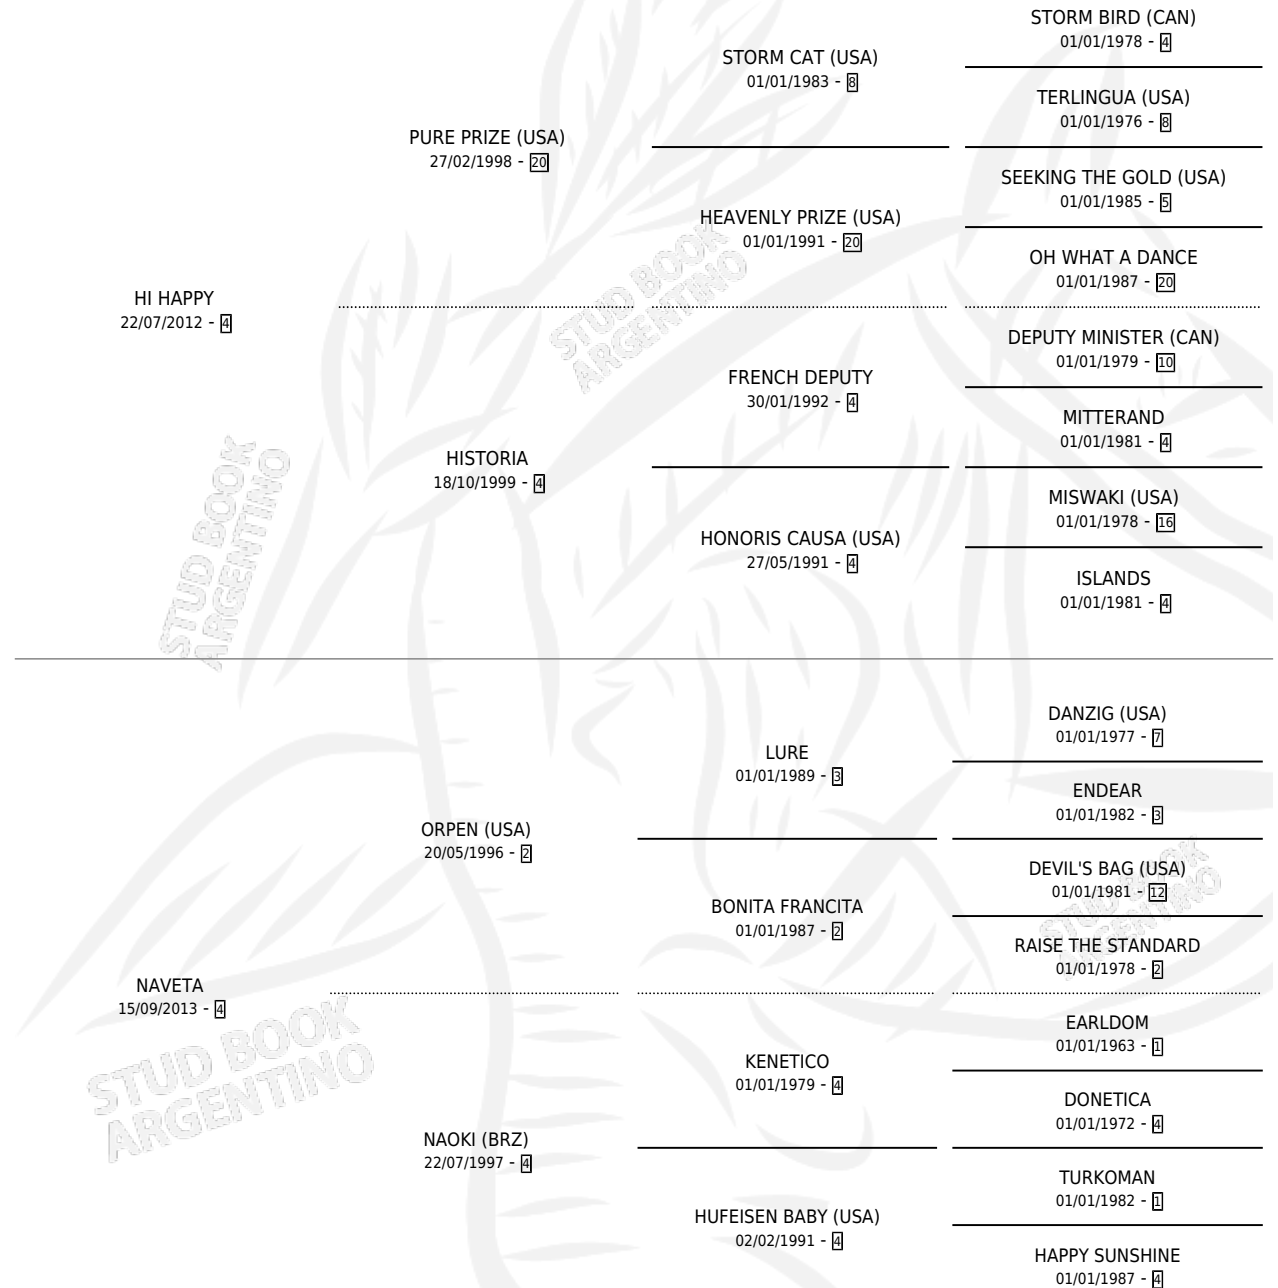 STORM BIRD (CAN)
01/01/1978 - 4
STORM CAT (USA)
01/01/1983 - 8
TERLINGUA (USA)
01/01/1976 - 8
PURE PRIZE (USA)
27/02/1998 - 20
SEEKING THE GOLD (USA)
01/01/1985 - 5
HEAVENLY PRIZE (USA)
01/01/1991 - 20
OH WHAT A DANCE
01/01/1987 - 20
HI HAPPY
22/07/2012 - 4
DEPUTY MINISTER (CAN)
01/01/1979 - 10
FRENCH DEPUTY
30/01/1992 - 4
MITTERAND
01/01/1981 - 4
HISTORIA
18/10/1999 - 4
MISWAKI (USA)
01/01/1978 - 16
HONORIS CAUSA (USA)
27/05/1991 - 4
ISLANDS
01/01/1981 - 4
DANZIG (USA)
01/01/1977 - 7
LURE
01/01/1989 - 3
ENDEAR
01/01/1982 - 3
ORPEN (USA)
20/05/1996 - 2
DEVIL'S BAG (USA)
01/01/1981 - 12
BONITA FRANCITA
01/01/1987 - 2
RAISE THE STANDARD
01/01/1978 - 2
NAVETA
15/09/2013 - 4
EARLDOM
01/01/1963 - 1
KENETICO
01/01/1979 - 4
DONETICA
01/01/1972 - 4
NAOKI (BRZ)
22/07/1997 - 4
TURKOMAN
01/01/1982 - 1
HUFEISEN BABY (USA)
02/02/1991 - 4
HAPPY SUNSHINE
01/01/1987 - 4
STUD BOOK
ARGENTINO
STUD BOOK
ARGENTINO
STUD BOOK
ARGENTINO
STUD BOOK
ARGENTINO